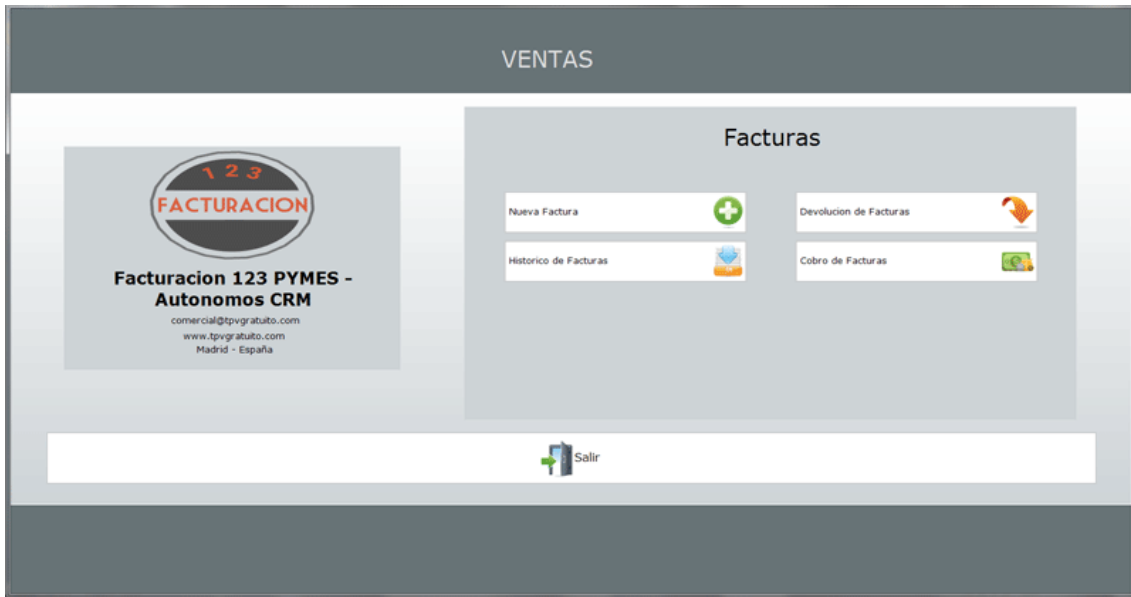 VENTAS
1 2 3
FACTURACION
Facturacion 123 PYMES -
Autonomos CRM
comercial@tpvgratuito.com
www.tpvgratuito.com
Madrid - España
Facturas
Nueva Factura
Devolucion de Facturas
Historico de Facturas
Cobro de Facturas
Salir